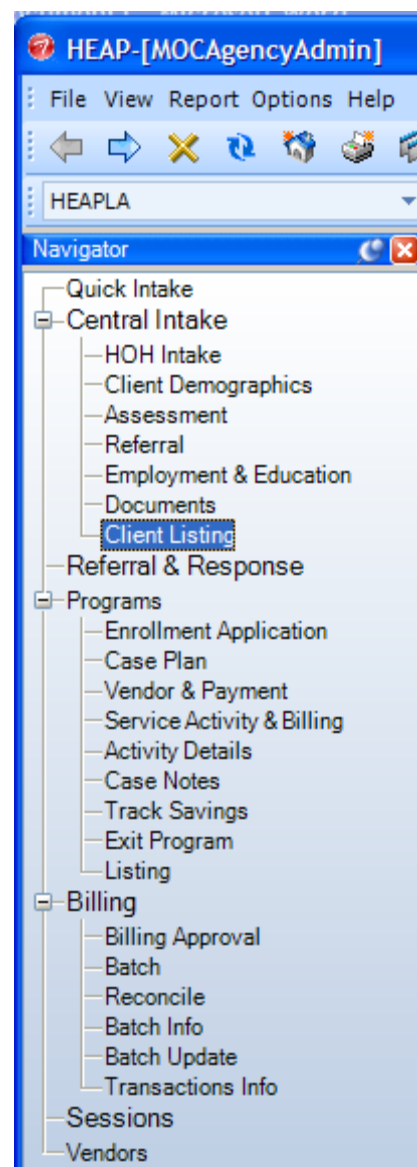 HEAP-[MOCAgencyAdmin]
File View Report Options Help
HEAPLA
Navigator
Quick Intake
Central Intake
HOH Intake
Client Demographics
Assessment
Referral
Employment & Education
Documents
Client Listing
Referral & Response
Programs
Enrollment Application
Case Plan
Vendor & Payment
Service Activity & Billing
Activity Details
Case Notes
Track Savings
Exit Program
Listing
Billing
Billing Approval
Batch
Reconcile
Batch Info
Batch Update
Transactions Info
Sessions
Vendors